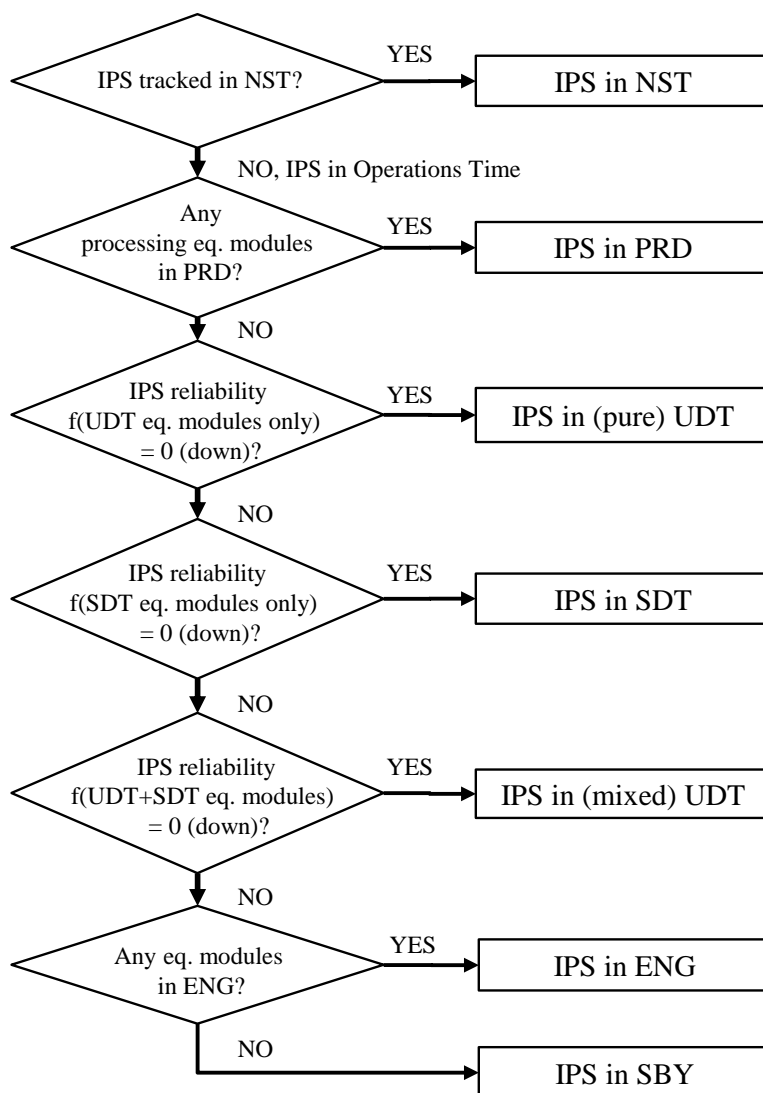 YES
IPS tracked in NST?
IPS in NST
NO, IPS in Operations Time
Any
processing eq. modules
in PRD?
YES
IPS in PRD
NO
IPS reliability
f(UDT eq. modules only)
= 0 (down)?
YES
IPS in (pure) UDT
NO
IPS reliability
f(SDT eq. modules only)
= 0 (down)?
YES
IPS in SDT
NO
IPS reliability
f(UDT+SDT eq. modules)
= 0 (down)?
YES
IPS in (mixed) UDT
NO
Any eq. modules
in ENG?
YES
IPS in ENG
NO
IPS in SBY